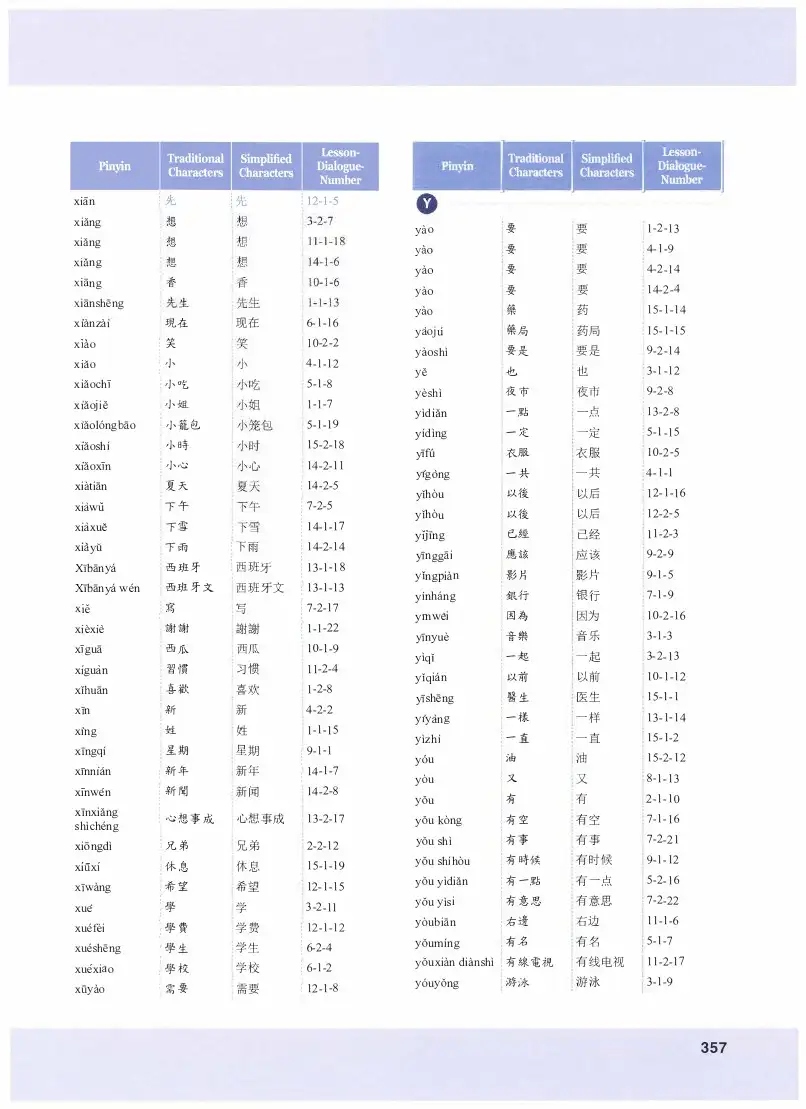 Pinyin Traditional Characters Simplified Characters Lesson-Dialogue-Number
xiān 先 先 12-1-5
xiǎng 想 想 3-2-7
xiǎng 想 想 11-1-18
xiǎng 想 想 14-1-6
xiāng 香 香 10-1-6
xiānshēng 先生 先生 1-1-13
xiànzài 現在 现在 6-1-16
xiào 笑 笑 10-2-2
xiǎo 小 小 4-1-12
xiǎochī 小吃 小吃 5-1-8
xiǎojiě 小姐 小姐 1-1-7
xiǎolóngbāo 小籠包 小笼包 5-1-19
xiǎoshí 小時 小时 15-2-18
xiǎoxīn 小心 小心 14-2-11
xiàtiān 夏天 夏天 14-2-5
xiàwǔ 下午 下午 7-2-5
xiàxuě 下雪 下雪 14-1-17
xiàyǔ 下雨 下雨 14-2-14
Xībānyá 西班牙 西班牙 13-1-18
Xībānyá wén 西班牙文 西班牙文 13-1-13
xiě 寫 写 7-2-17
xièxie 謝謝 謝謝 1-1-22
xīguā 西瓜 西瓜 10-1-9
xíguàn 習慣 习惯 11-2-4
xǐhuān 喜歡 喜欢 1-2-8
xīn 新 新 4-2-2
xìng 姓 姓 1-1-15
xīngqí 星期 星期 9-1-1
xīnnián 新年 新年 14-1-7
xīnwén 新聞 新闻 14-2-8
xīnxiǎng shìchéng 心想事成 心想事成 13-2-17
xiōngdì 兄弟 兄弟 2-2-12
xiūxí 休息 休息 15-1-19
xīwàng 希望 希望 12-1-15
xué 學 学 3-2-11
xuéfèi 學費 学费 12-1-12
xuéshēng 學生 学生 6-2-4
xuéxiào 學校 学校 6-1-2
xūyào 需要 需要 12-1-8
Pinyin Traditional Characters Simplified Characters Lesson-Dialogue-Number
Y
yào 要 要 1-2-13
yào 要 要 4-1-9
yào 要 要 4-2-14
yào 要 要 14-2-4
yào 藥 药 15-1-14
yàojú 藥局 药局 15-1-15
yàoshì 要是 要是 9-2-14
yě 也 也 3-1-12
yèshì 夜市 夜市 9-2-8
yìdiǎn 一點 一点 13-2-8
yídìng 一定 一定 5-1-15
yīfú 衣服 衣服 10-2-5
yígòng 一共 一共 4-1-1
yǐhòu 以後 以后 12-1-16
yǐhòu 以後 以后 12-2-5
yǐjīng 已經 已经 11-2-3
yīnggāi 應該 应该 9-2-9
yǐngpiàn 影片 影片 9-1-5
yínháng 銀行 银行 7-1-9
yīnwèi 因為 因为 10-2-16
yīnyuè 音樂 音乐 3-1-3
yìqǐ 一起 一起 3-2-13
yǐqián 以前 以前 10-1-12
yīshēng 醫生 医生 15-1-1
yíyàng 一樣 一样 13-1-14
yìzhí 一直 一直 15-1-2
yóu 油 油 15-2-12
yòu 又 又 8-1-13
yǒu 有 有 2-1-10
yǒu kòng 有空 有空 7-1-16
yǒu shì 有事 有事 7-2-21
yǒu shíhòu 有時候 有时候 9-1-12
yǒu yìdiǎn 有一點 有一点 5-2-16
yǒu yìsi 有意思 有意思 7-2-22
yòubiān 右邊 右边 11-1-6
yǒumíng 有名 有名 5-1-7
yǒuxiàn diànshì 有線電視 有线电视 11-2-17
yóuyǒng 游泳 游泳 3-1-9
357